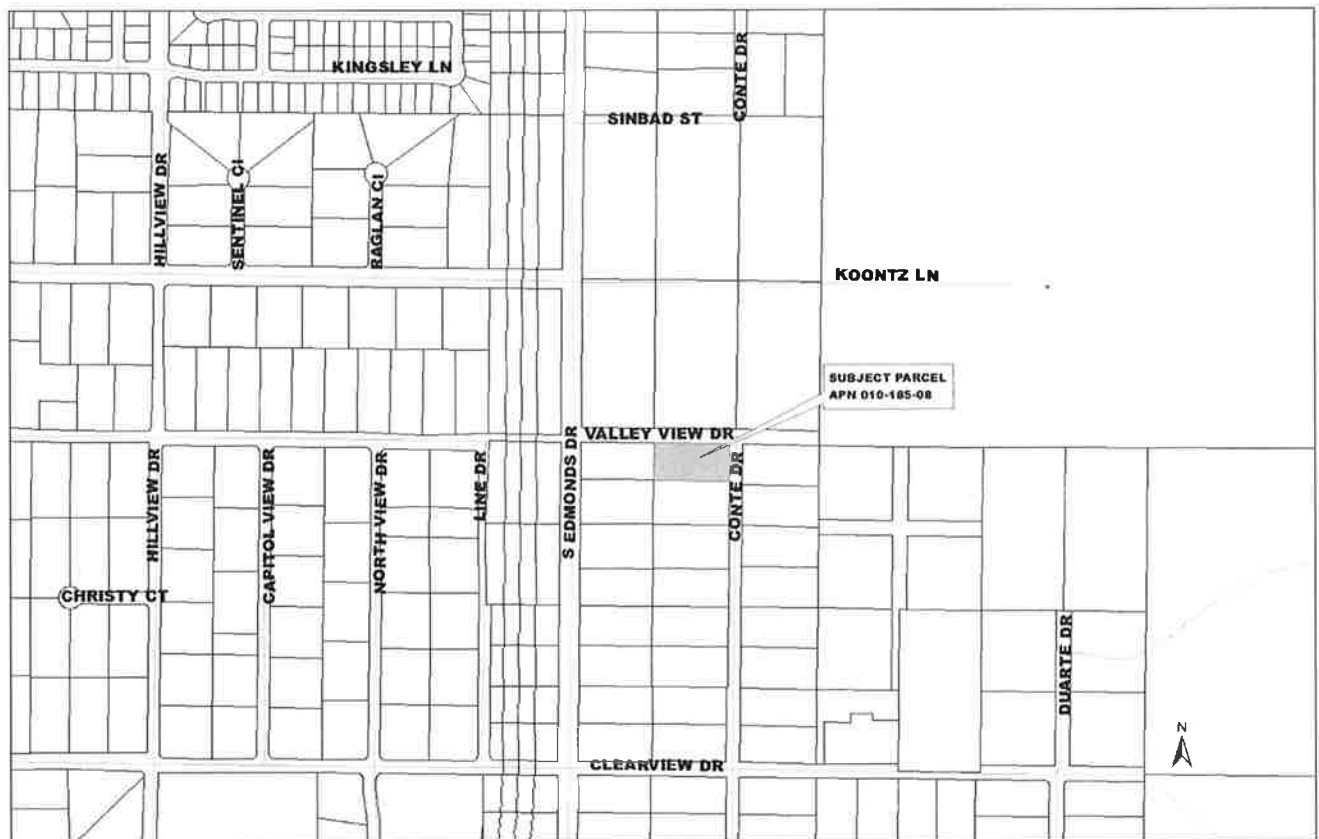 KINGSLEY LN
CONTE DR
SINBAD ST
HILLVIEW DR
SENTINEL CI
RAGLAN CI
KOONTZ LN
SUBJECT PARCEL
APN 010-185-08
VALLEY VIEW DR
S EDMONDS DR
HILLVIEW DR
CAPITOL VIEW DR
NORTH VIEW DR
LINE DR
CONTE DR
CHRISTY CT
DUARTE DR
N
CLEARVIEW DR